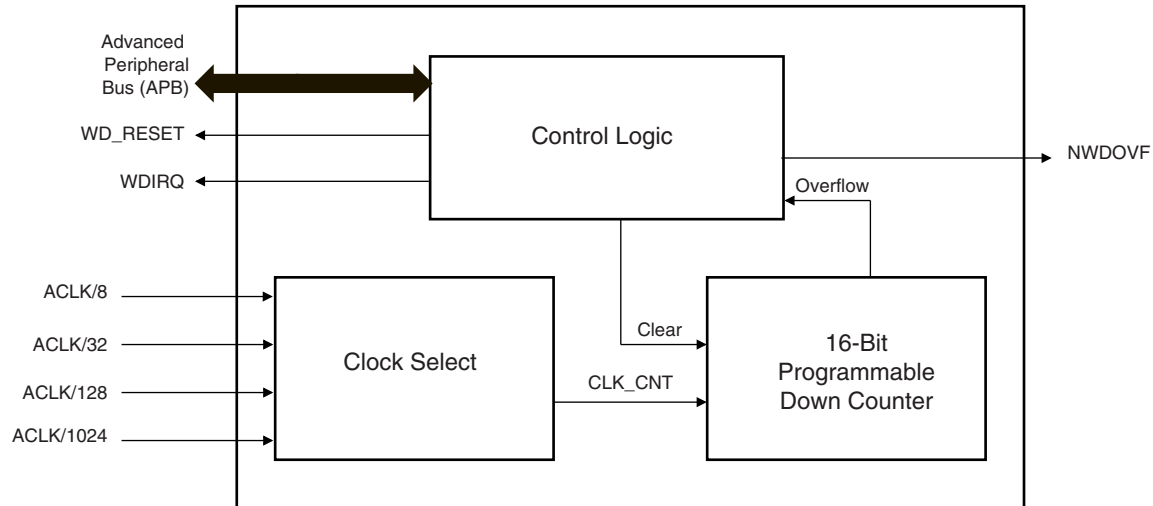 Advanced
Peripheral
Bus (APB)
WD_RESET
WDIRQ
Control Logic
NWDOVF
Overflow
ACLK/8
ACLK/32
ACLK/128
ACLK/1024
Clock Select
Clear
CLK_CNT
16-Bit
Programmable
Down Counter